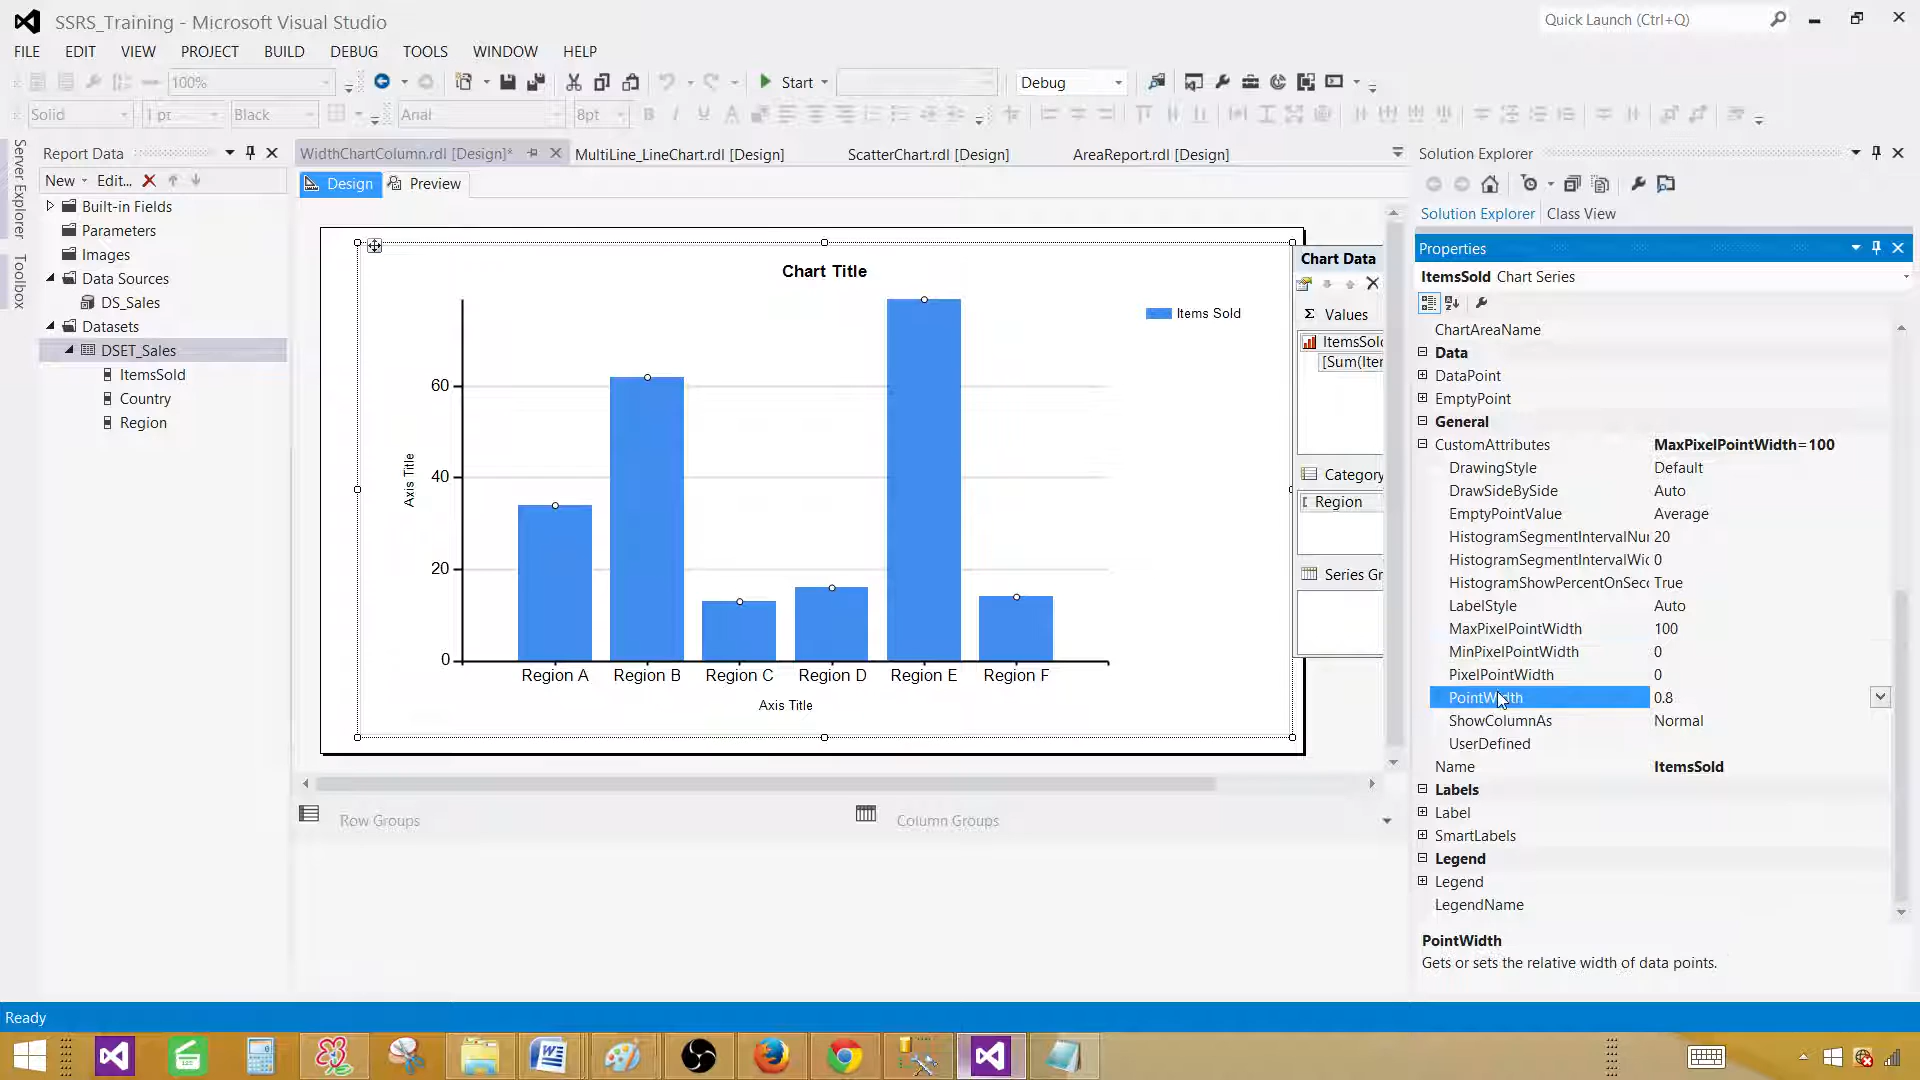 SSRS_Training - Microsoft Visual Studio
Quick Launch (Ctrl+Q)
FILE EDIT VIEW PROJECT BUILD DEBUG TOOLS WINDOW HELP
100% Start Debug
Solid 1 pt Black Arial 8pt
Server Explorer
Toolbox
Report Data
New Edit...
Built-in Fields
Parameters
Images
Data Sources
DS_Sales
Datasets
DSET_Sales
ItemsSold
Country
Region
WidthChartColumn.rdl [Design]* MultiLine_LineChart.rdl [Design] ScatterChart.rdl [Design] AreaReport.rdl [Design]
Design Preview
Chart Title
Items Sold
60
40
20
0
Axis Title
Region A Region B Region C Region D Region E Region F
Axis Title
Chart Data
Σ Values
ItemsSol
[Sum(Iter
Category
Region
Series Gr
Row Groups Column Groups
Solution Explorer
Solution Explorer Class View
Properties
ItemsSold Chart Series
ChartAreaName
Data
DataPoint
EmptyPoint
General
CustomAttributes MaxPixelPointWidth=100
DrawingStyle Default
DrawSideBySide Auto
EmptyPointValue Average
HistogramSegmentIntervalNu 20
HistogramSegmentIntervalWi 0
HistogramShowPercentOnSec True
LabelStyle Auto
MaxPixelPointWidth 100
MinPixelPointWidth 0
PixelPointWidth 0
PointWidth 0.8
ShowColumnAs Normal
UserDefined
Name ItemsSold
Labels
Label
SmartLabels
Legend
Legend
LegendName
PointWidth
Gets or sets the relative width of data points.
Ready